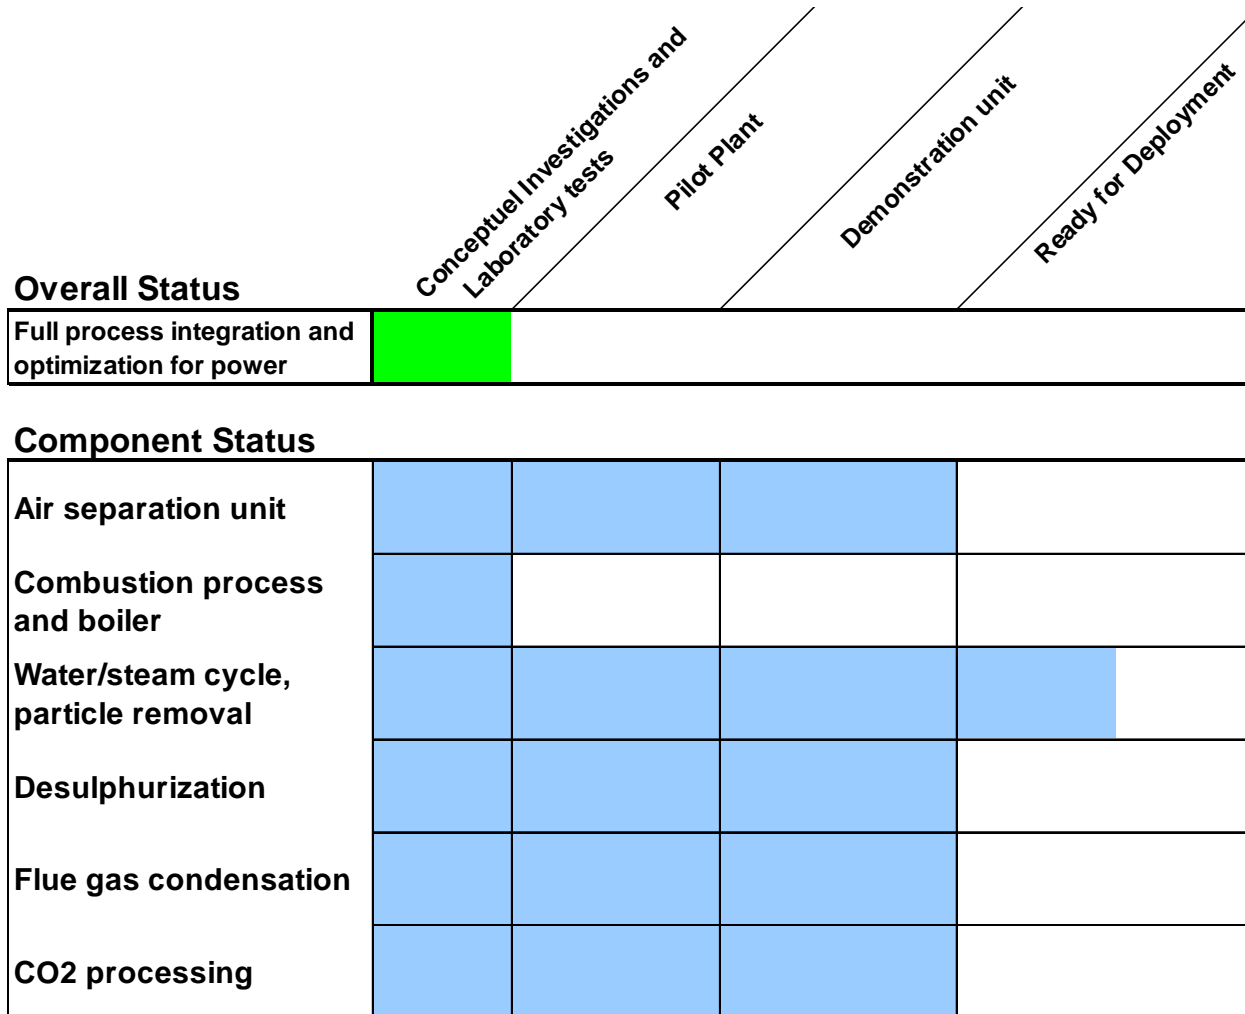 Conceptuel Investigations and
Laboratory tests
Pilot Plant
Demonstration unit
Ready for Deployment
Overall Status
Full process integration and
optimization for power
Component Status
Air separation unit
Combustion process
and boiler
Water/steam cycle,
particle removal
Desulphurization
Flue gas condensation
CO2 processing